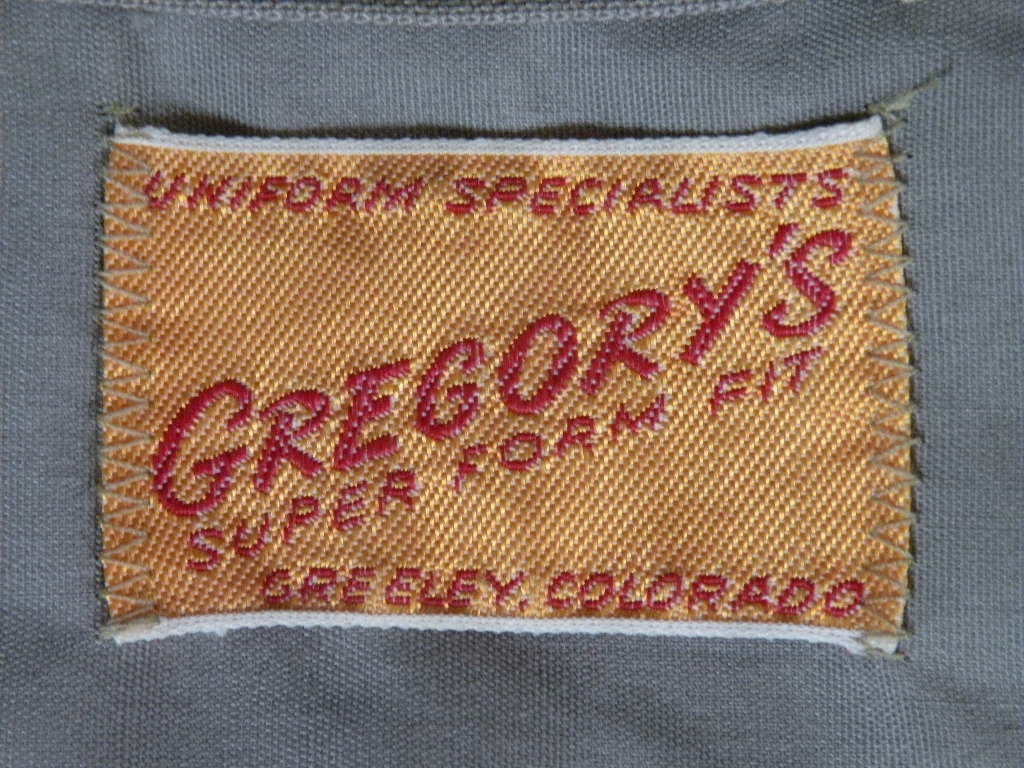 UNIFORM SPECIALISTS
GREGORY'S
SUPER FORM FIT
GREELEY, COLORADO